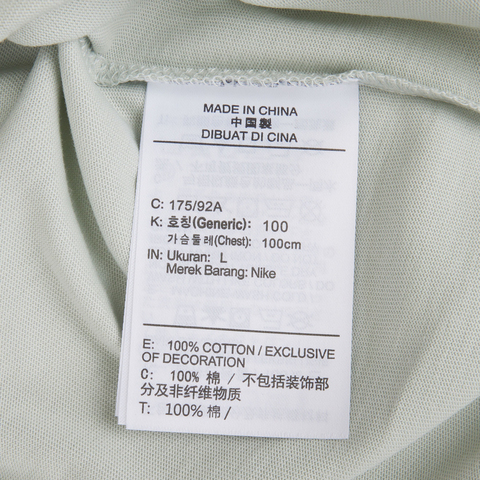 MADE IN CHINA
中国製
DIBUAT DI CINA
C: 175/92A
K: 호칭(Generic): 100
가슴둘레(Chest): 100cm
IN: Ukuran: L
Merek Barang: Nike
E: 100% COTTON / EXCLUSIVE
OF DECORATION
C: 100% 棉 / 不包括装饰部
分及非纤维物质
T: 100% 棉 /